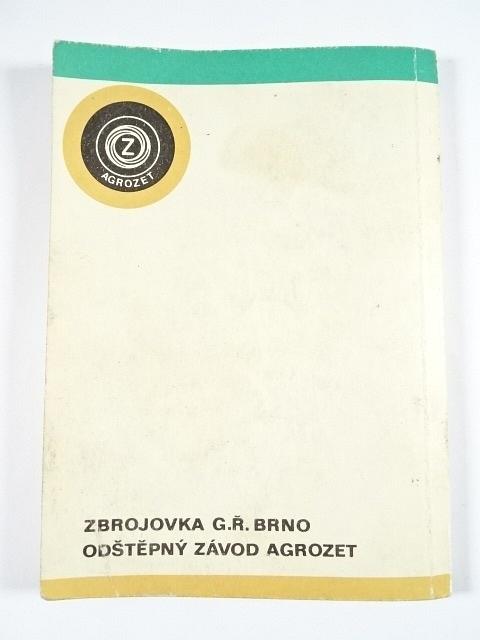 Z
AGROZET
ZBROJOVKA G.Ř. BRNO
ODŠTĚPNÝ ZÁVOD AGROZET